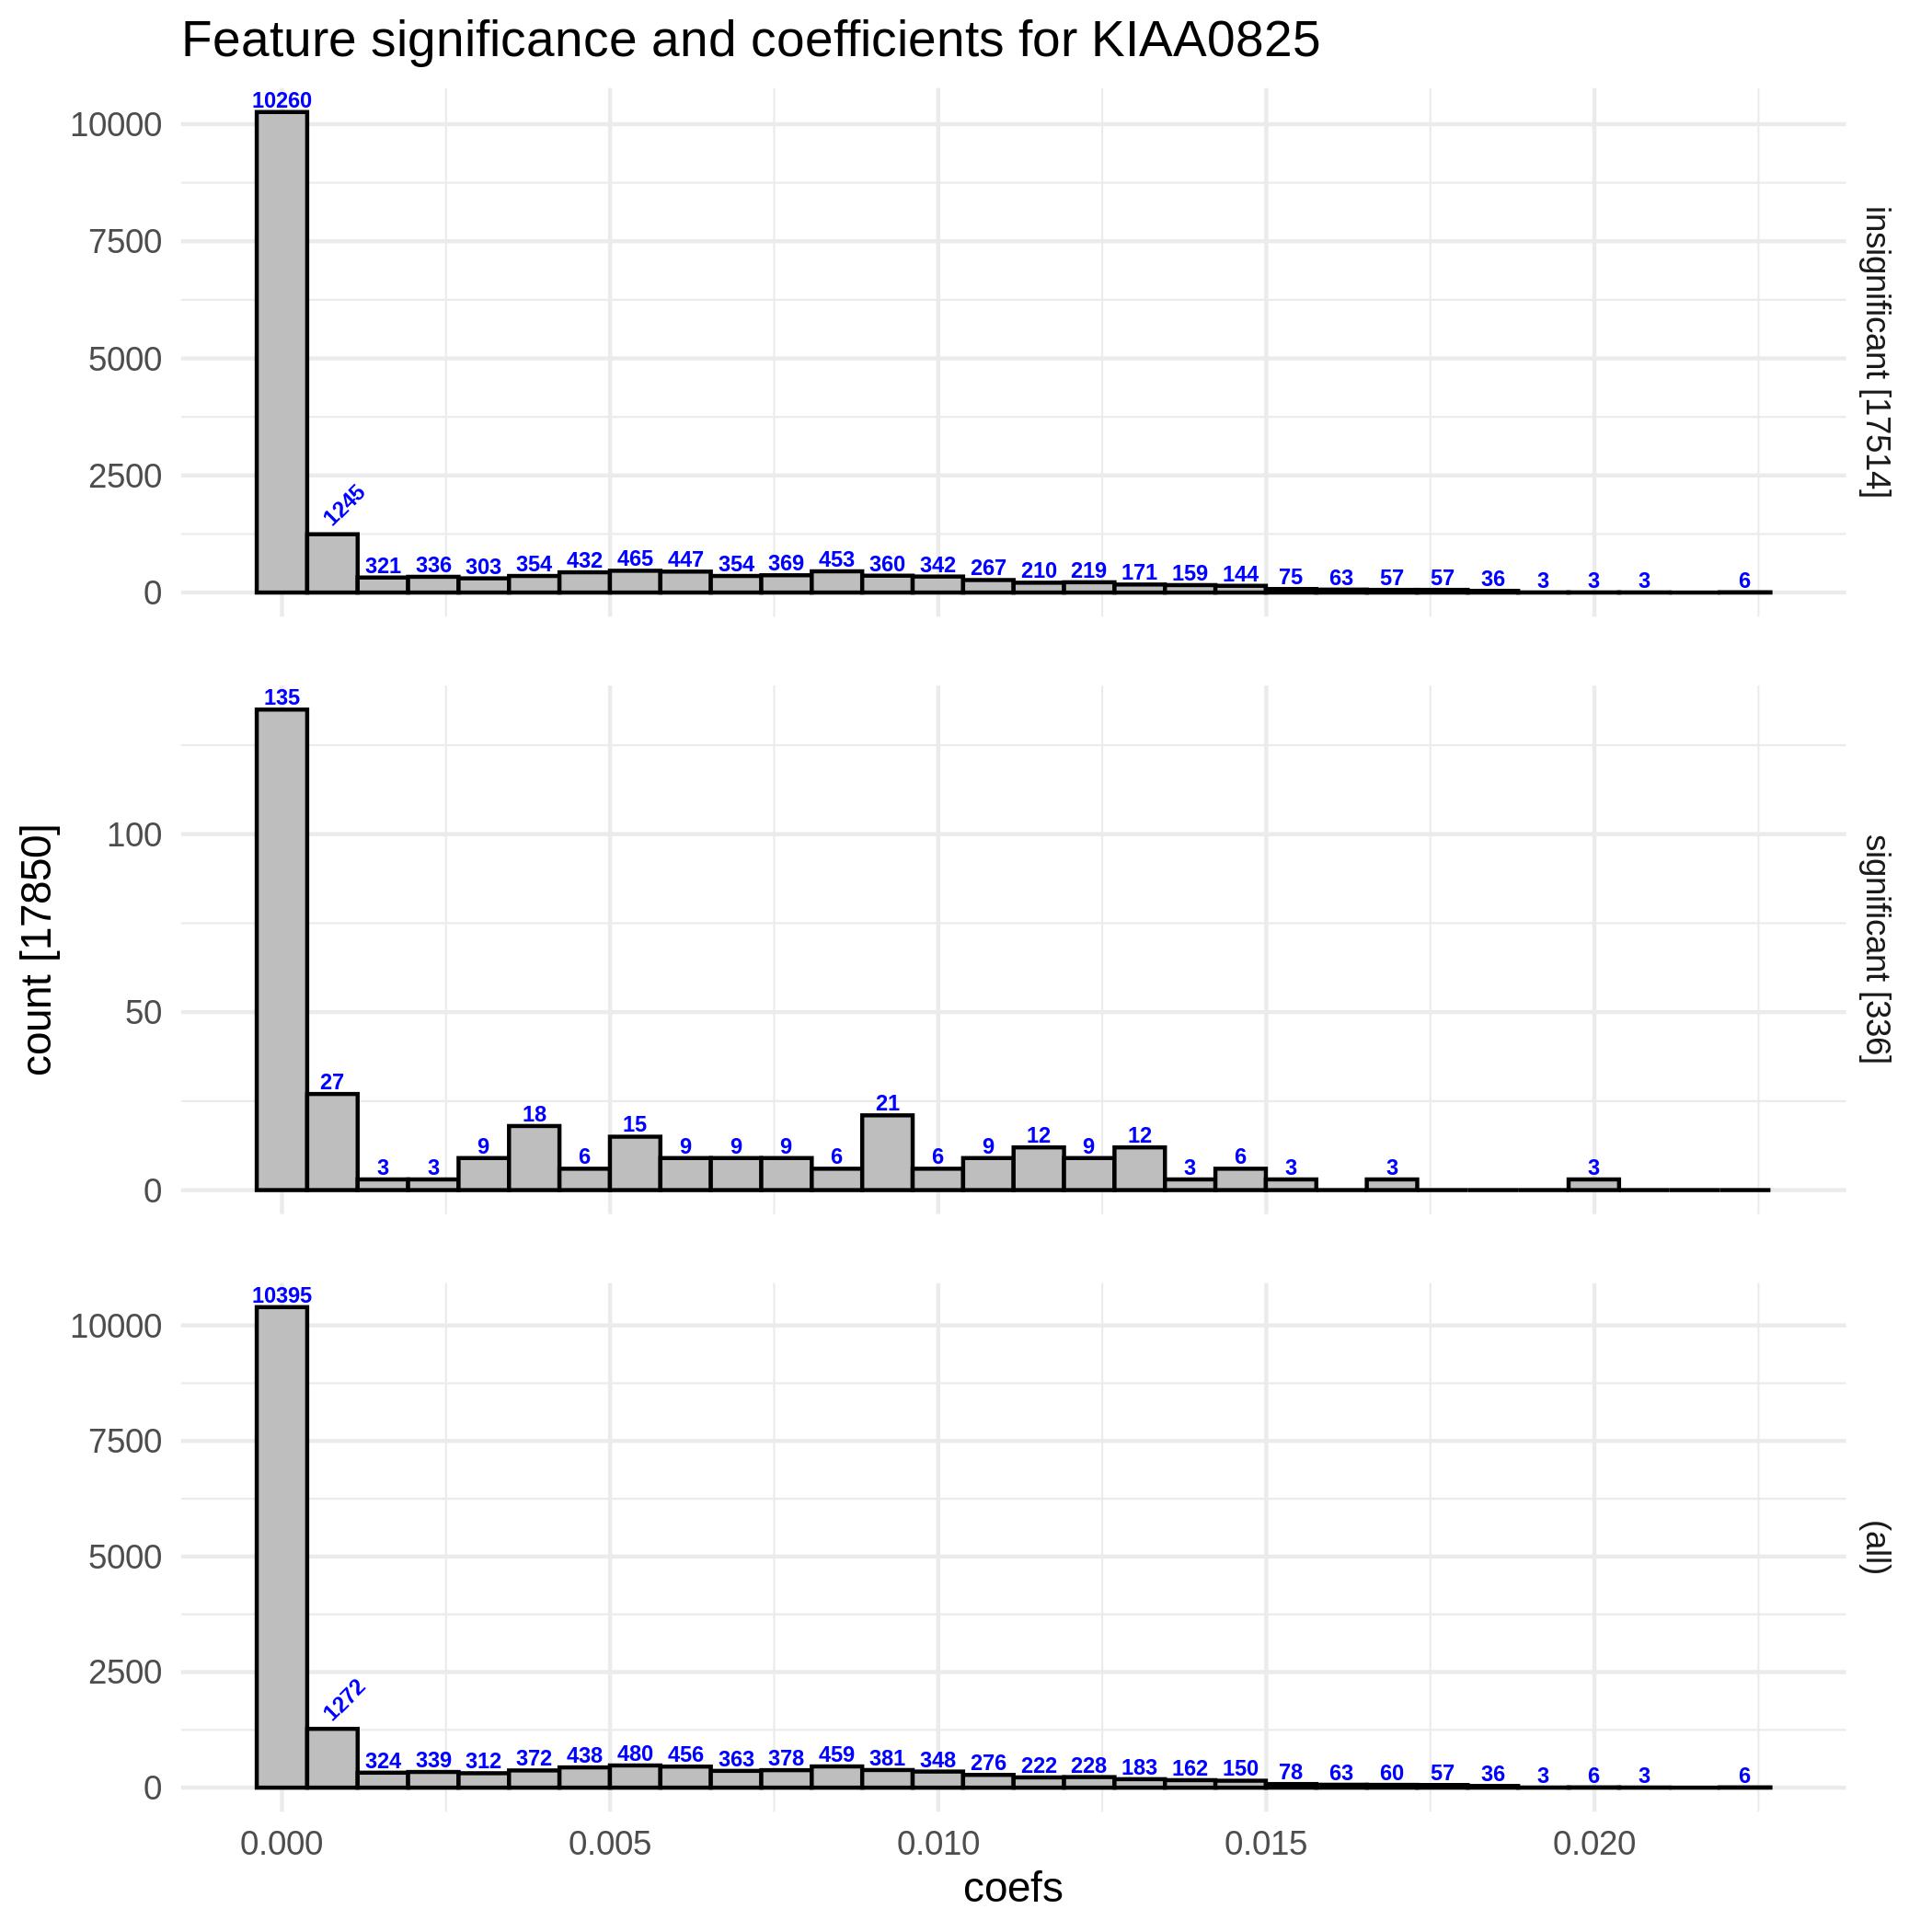 Feature significance and coefficients for KIAA0825
10260
10000
7500
5000
2500
0
1245
321 336 303 354 432 465 447 354 369 453 360 342 267 210 219 171 159 144 75 63 57 57 36 3 3 3 6
insignificant [17514]
135
100
50
0
27
3 3 9 18 6 15 9 9 9 6 21 6 9 12 9 12 3 6 3 3 3
significant [336]
count [17850]
10395
10000
7500
5000
2500
0
1272
324 339 312 372 438 480 456 363 378 459 381 348 276 222 228 183 162 150 78 63 60 57 36 3 6 3 6
(all)
0.000 0.005 0.010 0.015 0.020
coefs